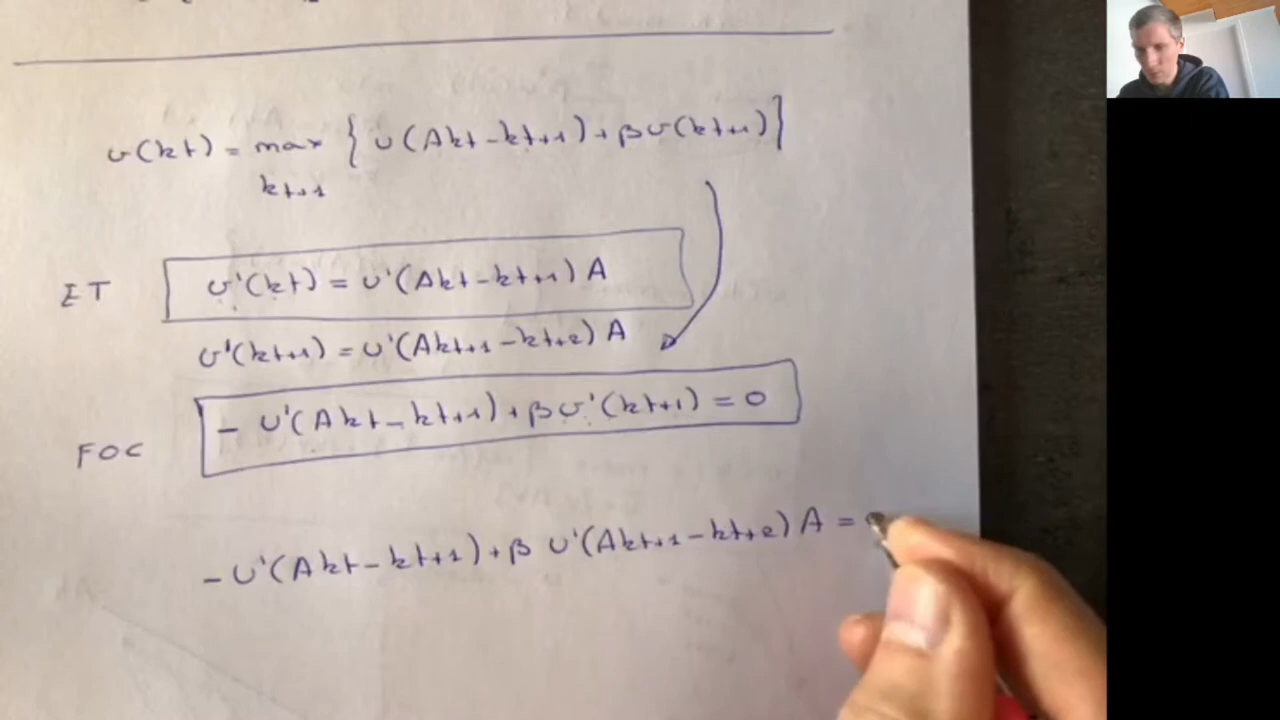 v(kt) = max { u(Akt - kt+1) + βv(kt+1) }
kt+1
ET v'(kt) = u'(Akt - kt+1) A
v'(kt+1) = u'(Akt+1 - kt+2) A
FOC - u'(Akt - kt+1) + βv'(kt+1) = 0
- u'(Akt - kt+1) + β u'(Akt+1 - kt+2) A =